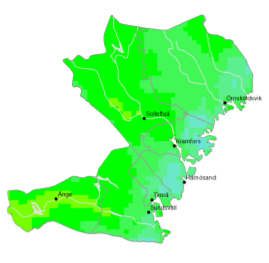 Örnsköldsvik
Sollefteå
Kramfors
Härnösand
Ånge
Timrå
Sundsvall